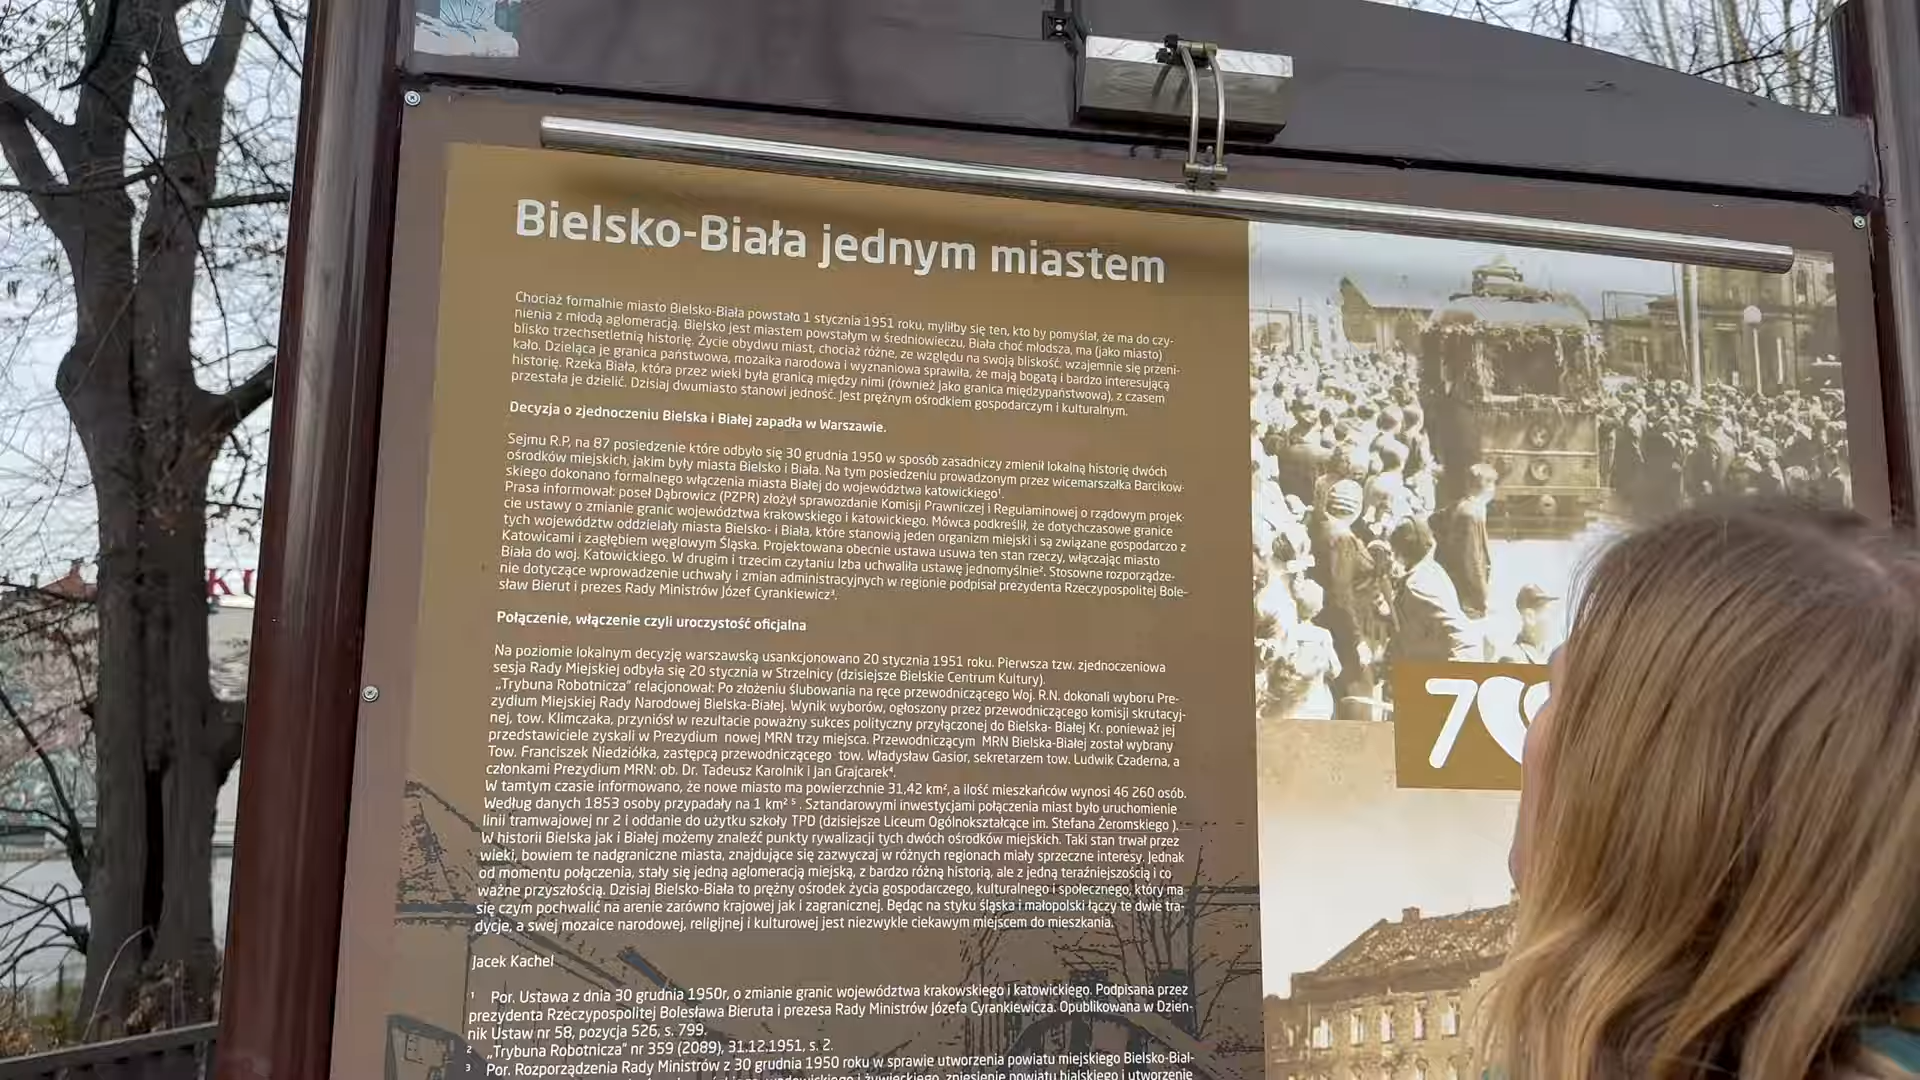 Bielsko-Biała jednym miastem
Chociaż formalnie miasto Bielsko-Biała powstało 1 stycznia 1951 roku, myliłby się ten, kto by pomyślał, że ma do czy-
nienia z młodą aglomeracją. Bielsko jest miastem powstałym w średniowieczu, Biała choć młodsza, ma (jako miasto)
blisko trzechsetletnią historię. Życie obydwu miast, chociaż różne, ze względu na swoją bliskość, wzajemnie się przeni-
kało. Dzieląca je granica państwowa, mozaika narodowa i wyznaniowa sprawiła, że mają bogatą i bardzo interesującą
historię. Rzeka Biała, która przez wieki była granicą między nimi (również jako granica międzypaństwowa), z czasem
przestała je dzielić. Dzisiaj dwumiasto stanowi jedność. Jest prężnym ośrodkiem gospodarczym i kulturalnym.
Decyzja o zjednoczeniu Bielska i Białej zapadła w Warszawie.
Sejmu R.P, na 87 posiedzenie które odbyło się 30 grudnia 1950 w sposób zasadniczy zmienił lokalną historię dwóch
ośrodków miejskich, jakim były miasta Bielsko i Biała. Na tym posiedzeniu prowadzonym przez wicemarszałka Barcikow-
skiego dokonano formalnego włączenia miasta Białej do województwa katowickiego¹.
Prasa informował: poseł Dąbrowicz (PZPR) złożył sprawozdanie Komisji Prawniczej i Regulaminowej o rządowym projek-
cie ustawy o zmianie granic województwa krakowskiego i katowickiego. Mówca podkreślił, że dotychczasowe granice
tych województw oddzielały miasta Bielsko- i Biała, które stanowią jeden organizm miejski i są związane gospodarczo z
Katowicami i zagłębiem węglowym Śląska. Projektowana obecnie ustawa usuwa ten stan rzeczy, włączając miasto
Biała do woj. Katowickiego. W drugim i trzecim czytaniu Izba uchwaliła ustawę jednomyślnie². Stosowne rozporządze-
nie dotyczące wprowadzenie uchwały i zmian administracyjnych w regionie podpisał prezydenta Rzeczypospolitej Bole-
sław Bierut i prezes Rady Ministrów Józef Cyrankiewicz³.
Połączenie, włączenie czyli uroczystość oficjalna
Na poziomie lokalnym decyzję warszawską usankcjonowano 20 stycznia 1951 roku. Pierwsza tzw. zjednoczeniowa
sesja Rady Miejskiej odbyła się 20 stycznia w Strzelnicy (dzisiejsze Bielskie Centrum Kultury).
„Trybuna Robotnicza" relacjonował: Po złożeniu ślubowania na ręce przewodniczącego Woj. R.N. dokonali wyboru Pre-
zydium Miejskiej Rady Narodowej Bielska-Białej. Wynik wyborów, ogłoszony przez przewodniczącego komisji skrutacyj-
nej, tow. Klimczaka, przyniósł w rezultacie poważny sukces polityczny przyłączonej do Bielska- Białej Kr. ponieważ jej
przedstawiciele zyskali w Prezydium nowej MRN trzy miejsca. Przewodniczącym MRN Bielska-Białej został wybrany
Tow. Franciszek Niedziółka, zastępcą przewodniczącego tow. Władysław Gasior, sekretarzem tow. Ludwik Czaderna, a
członkami Prezydium MRN: ob. Dr. Tadeusz Karolnik i Jan Grajcarek⁴.
W tamtym czasie informowano, że nowe miasto ma powierzchnie 31,42 km², a ilość mieszkańców wynosi 46 260 osób.
Według danych 1853 osoby przypadały na 1 km² ⁵ . Sztandarowymi inwestycjami połączenia miast było uruchomienie
linii tramwajowej nr 2 i oddanie do użytku szkoły TPD (dzisiejsze Liceum Ogólnokształcące im. Stefana Żeromskiego ).
W historii Bielska jak i Białej możemy znaleźć punkty rywalizacji tych dwóch ośrodków miejskich. Taki stan trwał przez
wieki, bowiem te nadgraniczne miasta, znajdujące się zazwyczaj w różnych regionach miały sprzeczne interesy. Jednak
od momentu połączenia, stały się jedną aglomeracją miejską, z bardzo różną historią, ale z jedną teraźniejszością i co
ważne przyszłością. Dzisiaj Bielsko-Biała to prężny ośrodek życia gospodarczego, kulturalnego i społecznego, który ma
się czym pochwalić na arenie zarówno krajowej jak i zagranicznej. Będąc na styku śląska i małopolski łączy te dwie tra-
dycje, a swej mozaice narodowej, religijnej i kulturowej jest niezwykle ciekawym miejscem do mieszkania.
Jacek Kachel
¹ Por. Ustawa z dnia 30 grudnia 1950r, o zmianie granic województwa krakowskiego i katowickiego. Podpisana przez
prezydenta Rzeczypospolitej Bolesława Bieruta i prezesa Rady Ministrów Józefa Cyrankiewicza. Opublikowana w Dzien-
nik Ustaw nr 58, pozycja 526, s. 799.
² „Trybuna Robotnicza" nr 359 (2089), 31.12.1951, s. 2.
³ Por. Rozporządzenia Rady Ministrów z 30 grudnia 1950 roku w sprawie utworzenia powiatu miejskiego Bielsko-Bial-
żywieckiego, zniesienie powiatu bialskiego i utworzenie
7